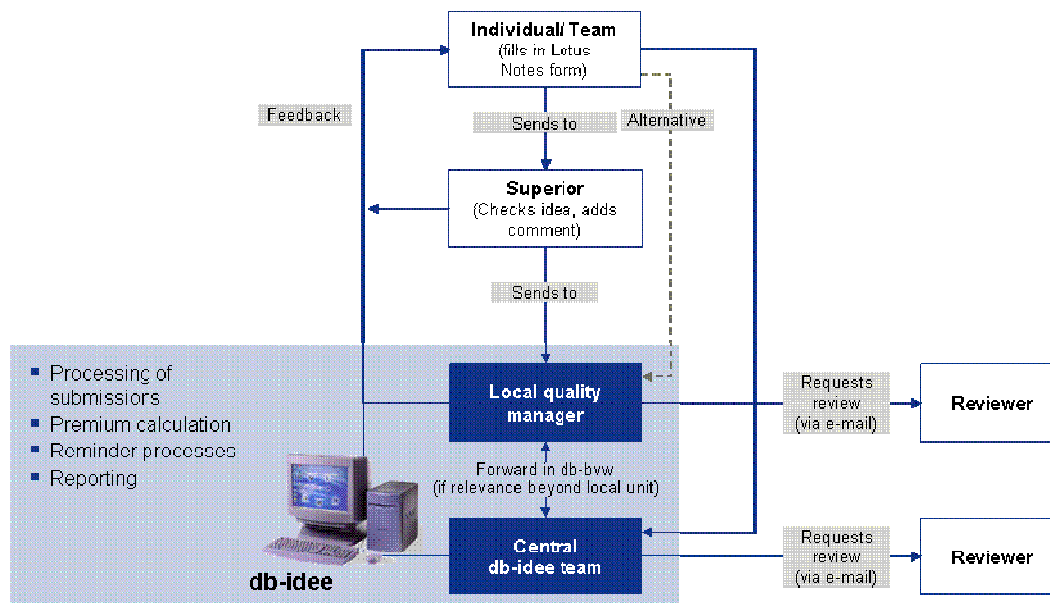 Individual/ Team
(fills in Lotus
Notes form)
Feedback
Sends to
Alternative
Superior
(Checks idea, adds
comment)
Sends to
Processing of
submissions
Premium calculation
Reminder processes
Reporting
Local quality
manager
Requests
review
(via e-mail)
Reviewer
Forward in db-bvw
(if relevance beyond local unit)
Central
db-idee team
Requests
review
(via e-mail)
Reviewer
db-idee